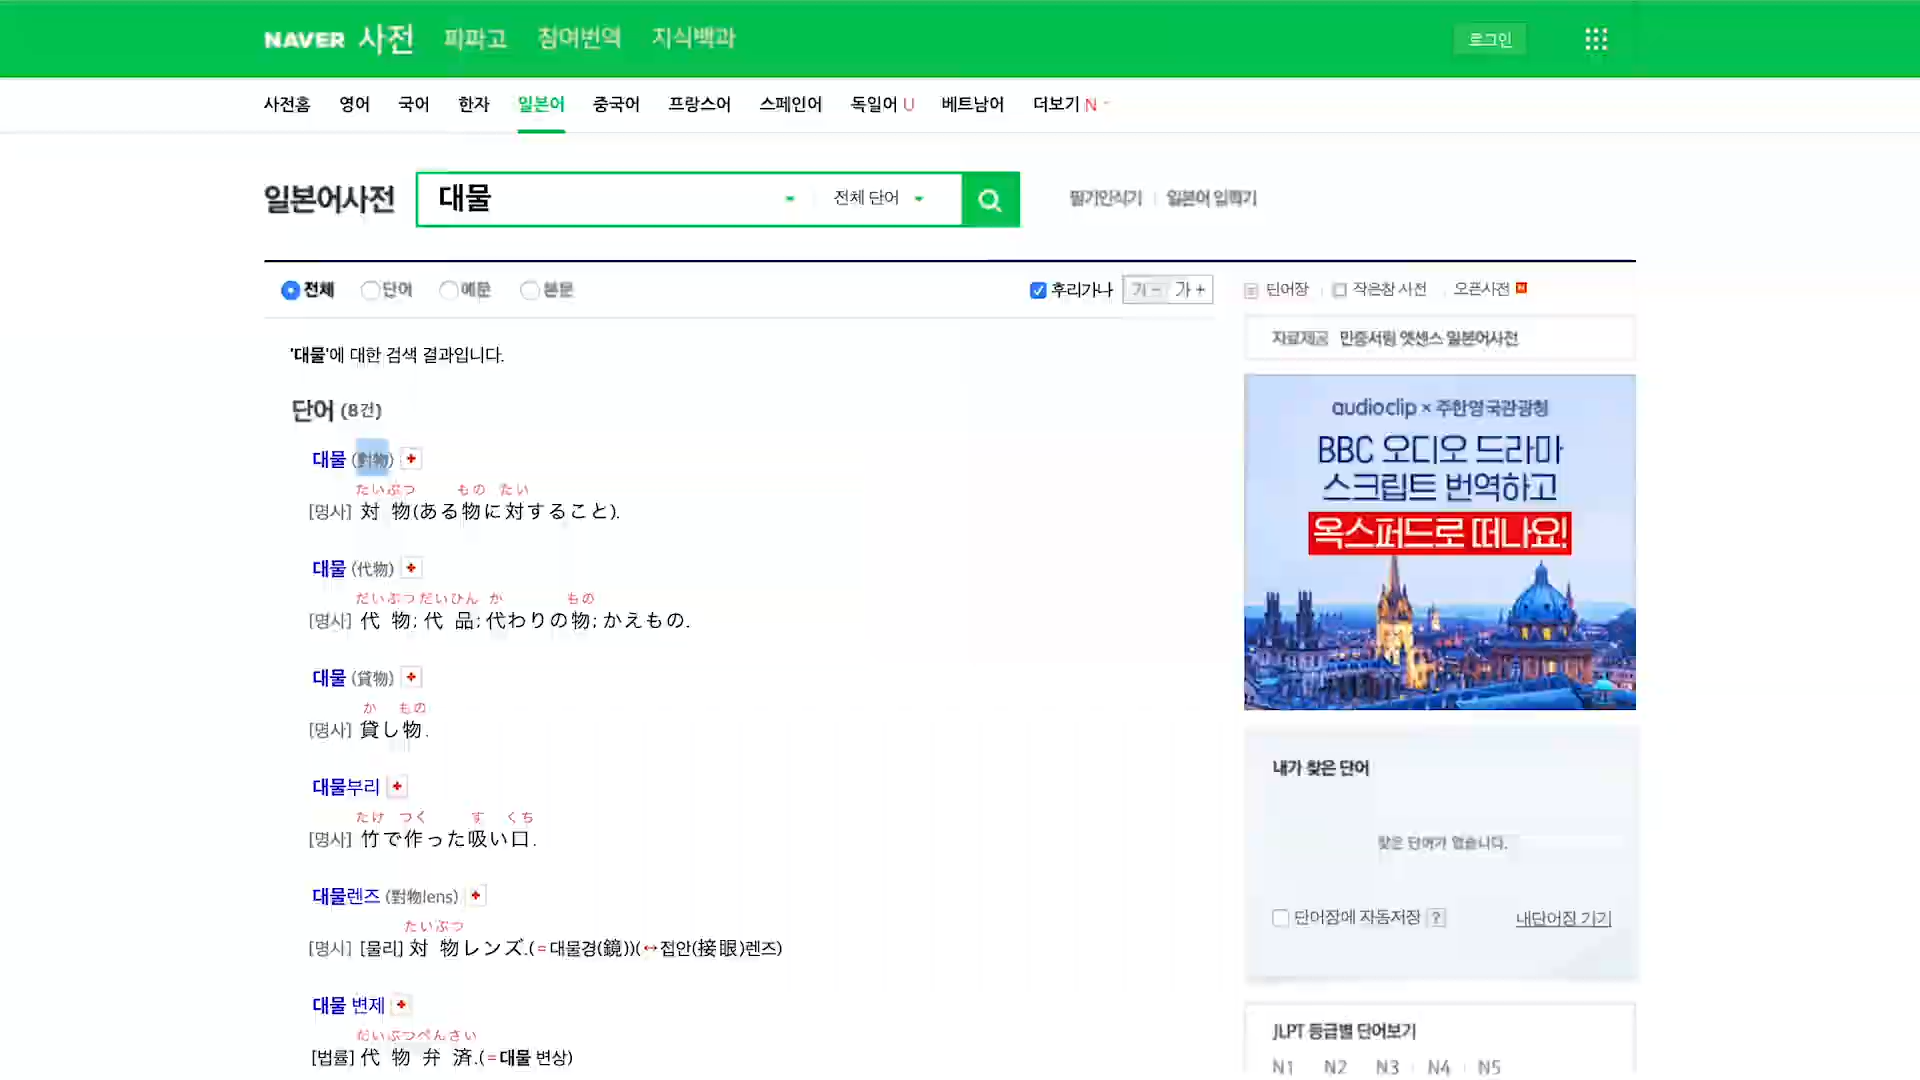 NAVER 사전 파파고 참여번역 지식백과 로그인
사전홈 영어 국어 한자 일본어 중국어 프랑스어 스페인어 독일어 U 베트남어 더보기 N
일본어사전 대물 전체 단어 필기인식기 일본어 입력기
전체 단어 예문 본문 후리가나 가 - 가 + 단어장 작은창 사전 오픈사전 N
자료제공 민중서림 엣센스 일본어사전
'대물'에 대한 검색 결과입니다.
단어 (8건)
대물 (對物)
たいぶつ もの たい
[명사] 対物(ある物に対すること).
대물 (代物)
だいぶつ だいひん か もの
[명사] 代物; 代品; 代わりの物; かえもの.
대물 (貸物)
か もの
[명사] 貸し物.
대물부리
たけ つく す くち
[명사] 竹で作った吸い口.
대물렌즈 (對物lens)
たいぶつ
[명사] [물리] 対物レンズ.(=대물경(鏡))(↔접안(接眼)렌즈)
대물 변제
だいぶつべんさい
[법률] 代物弁済.(=대물 변상)
audioclip × 주한영국관광청
BBC 오디오 드라마
스크립트 번역하고
옥스퍼드로 떠나요!
내가 찾은 단어
찾은 단어가 없습니다.
단어장에 자동저장 ? 내단어장 가기
JLPT 등급별 단어보기
N1 N2 N3 N4 N5